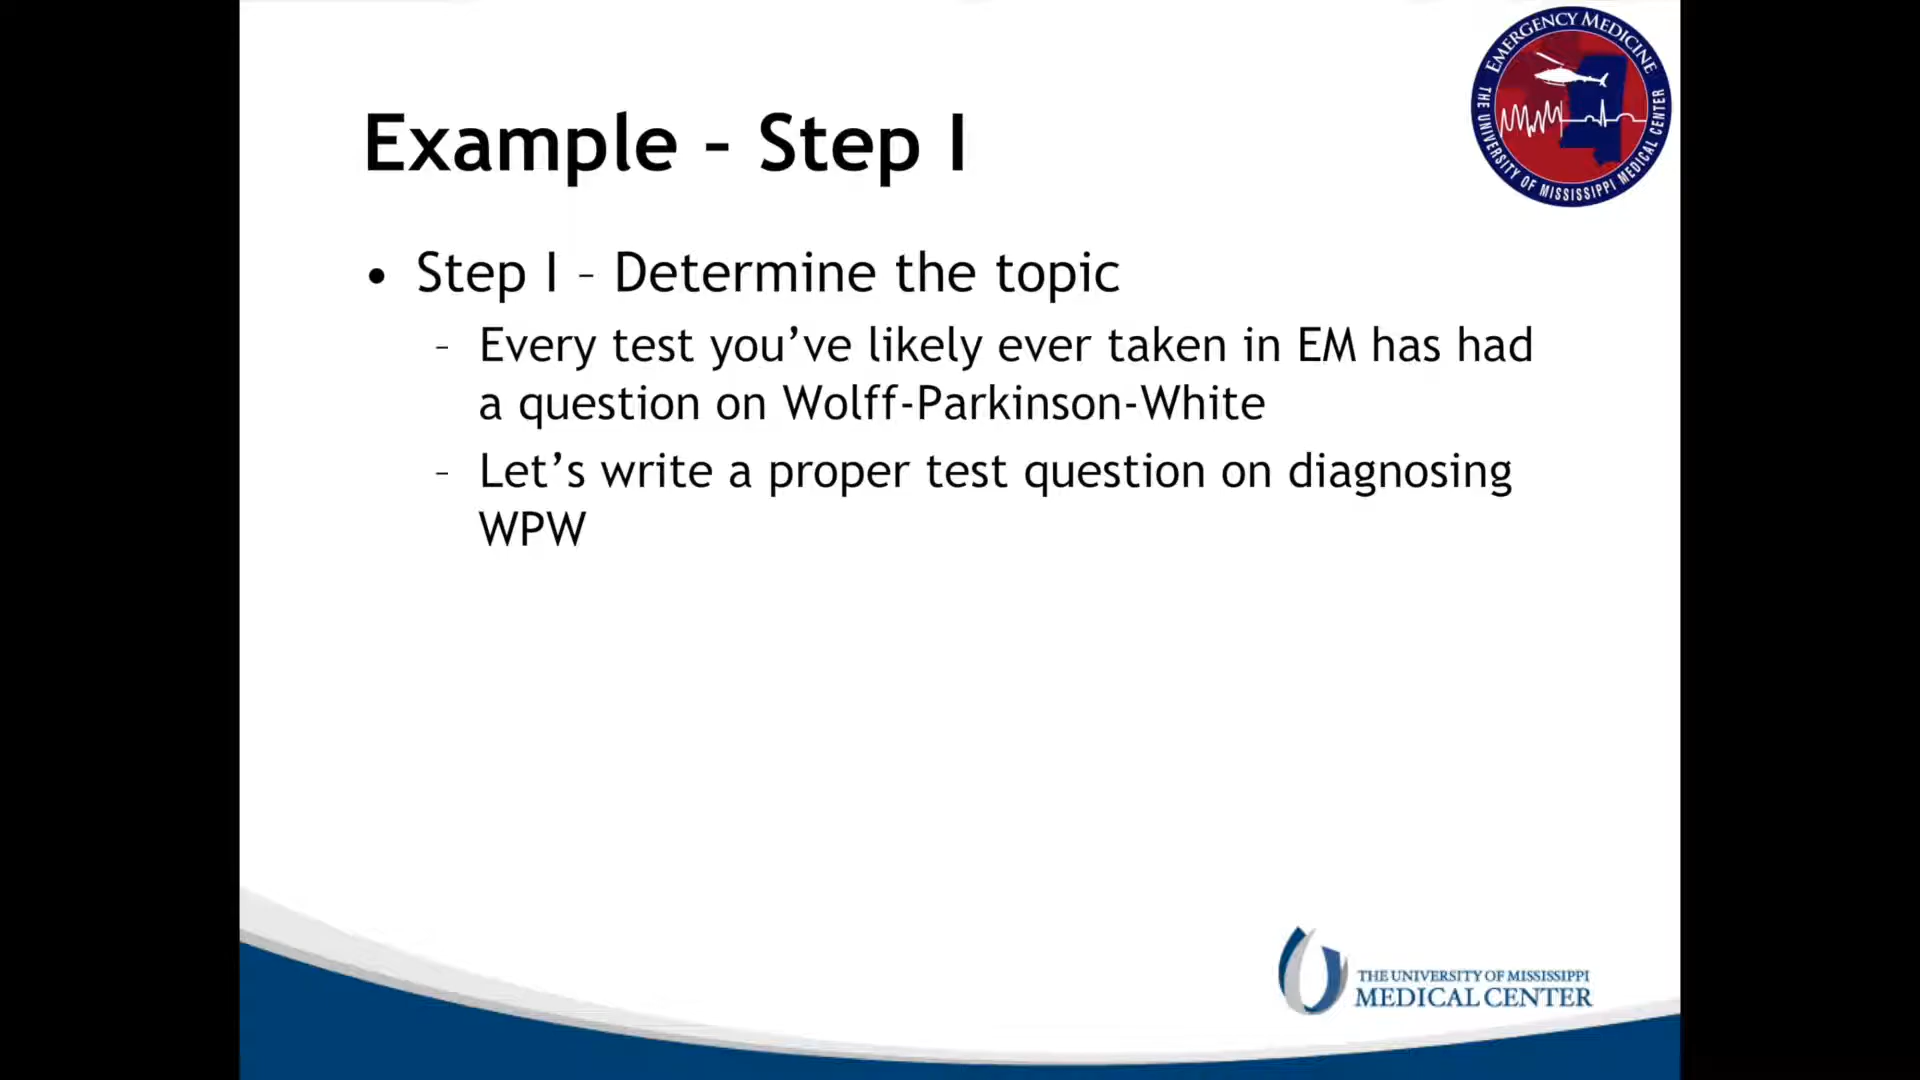 EMERGENCY MEDICINE
THE UNIVERSITY OF MISSISSIPPI MEDICAL CENTER
Example – Step I
• Step I – Determine the topic
– Every test you’ve likely ever taken in EM has had
a question on Wolff-Parkinson-White
– Let’s write a proper test question on diagnosing
WPW
THE UNIVERSITY OF MISSISSIPPI
MEDICAL CENTER